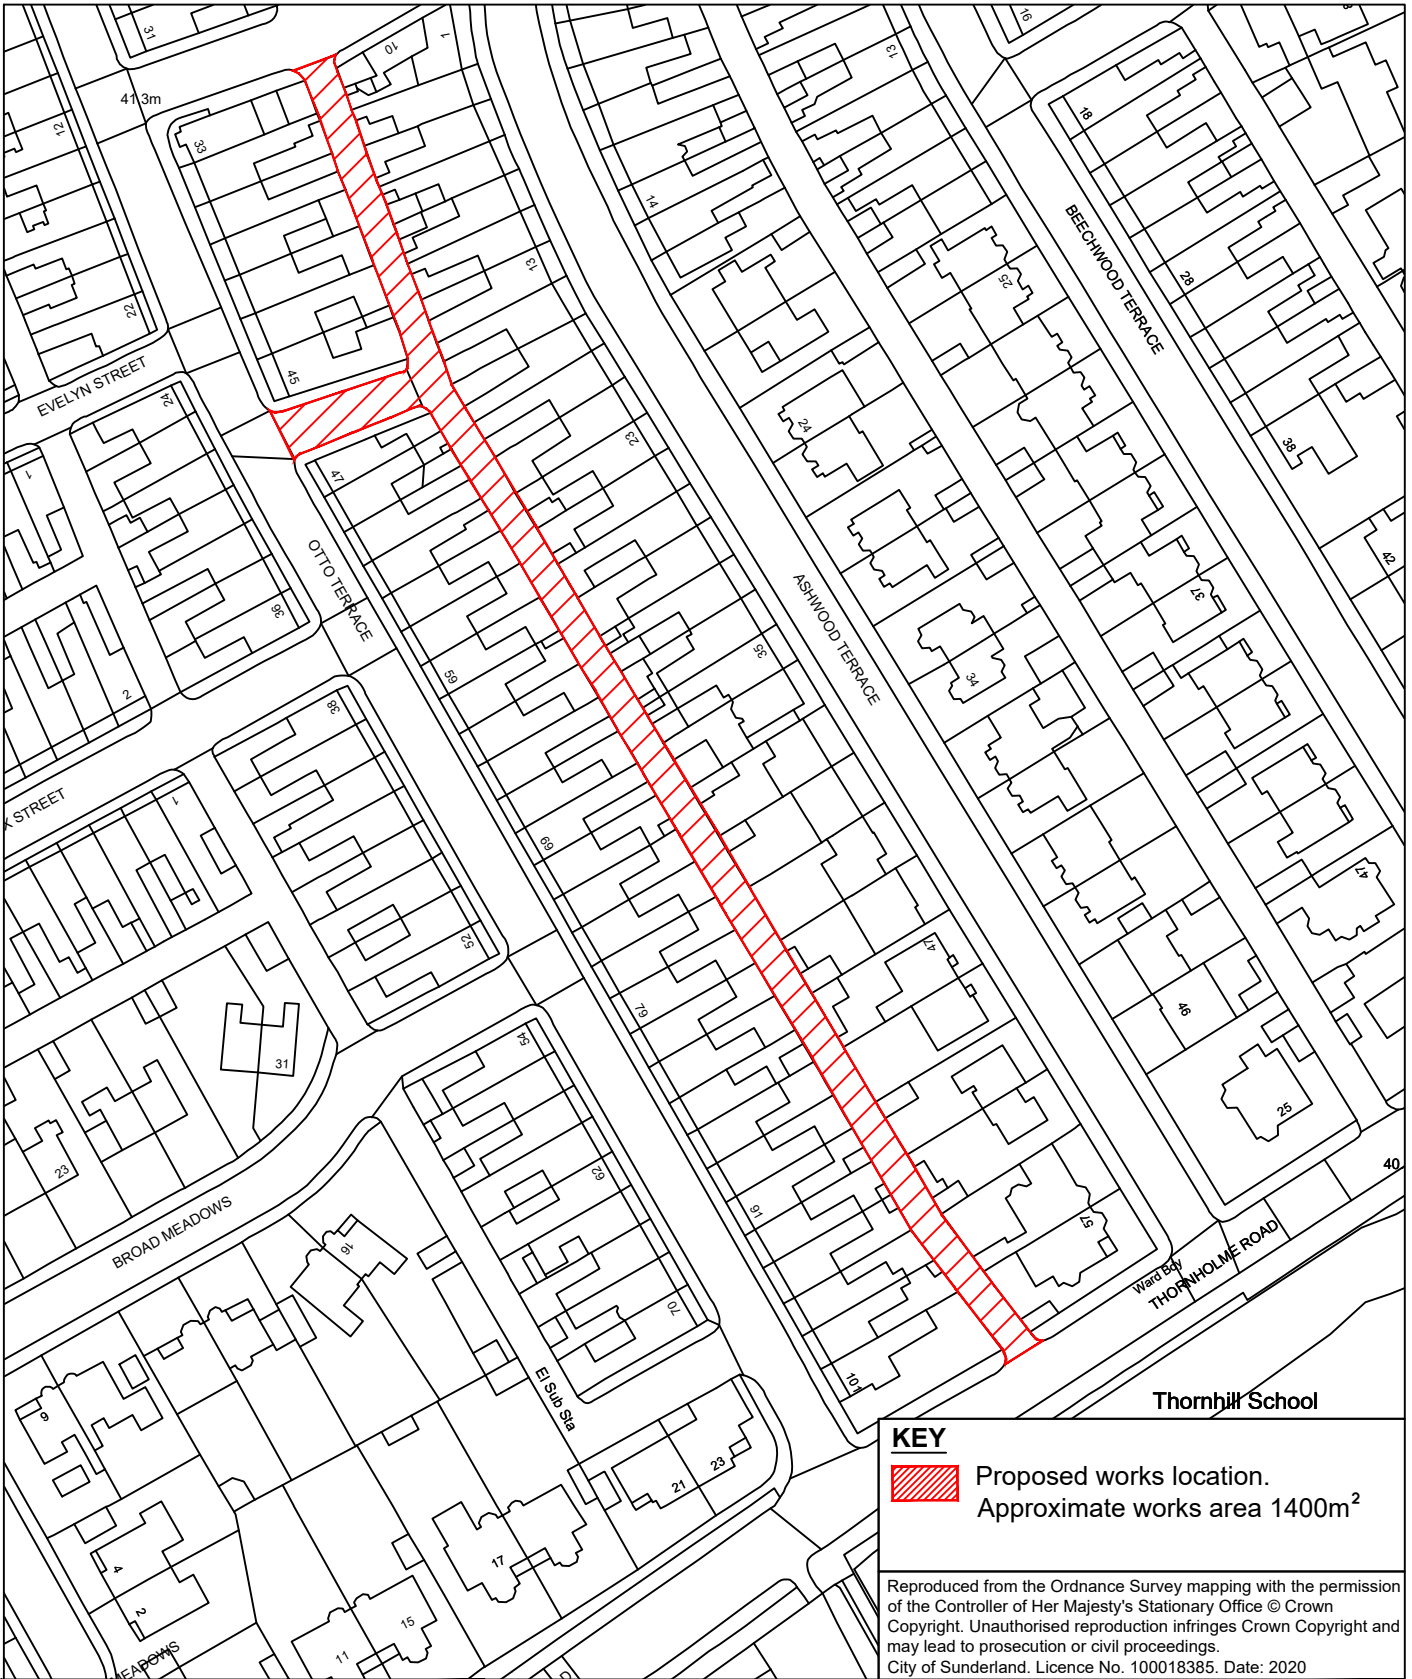 31
10
7
16
13
41.3m
12
33
18
14
BEECHWOOD TERRACE
13
25
28
22
EVELYN STREET
45
24
24
23
38
1
47
OTTO TERRACE
42
ASHWOOD TERRACE
37
36
59
35
34
2
38
K STREET
1
69
47
52
47
79
46
54
31
25
23
62
91
57
40
BROAD MEADOWS
16
Ward Bdy
THORNHOLME ROAD
70
El Sub Sta
101
9
Thornhill School
21
23
17
4
2
15
11
MEADOWS
D
KEY
Proposed works location.
Approximate works area 1400m²
Reproduced from the Ordnance Survey mapping with the permission
of the Controller of Her Majesty's Stationary Office © Crown
Copyright. Unauthorised reproduction infringes Crown Copyright and
may lead to prosecution or civil proceedings.
City of Sunderland. Licence No. 100018385. Date: 2020